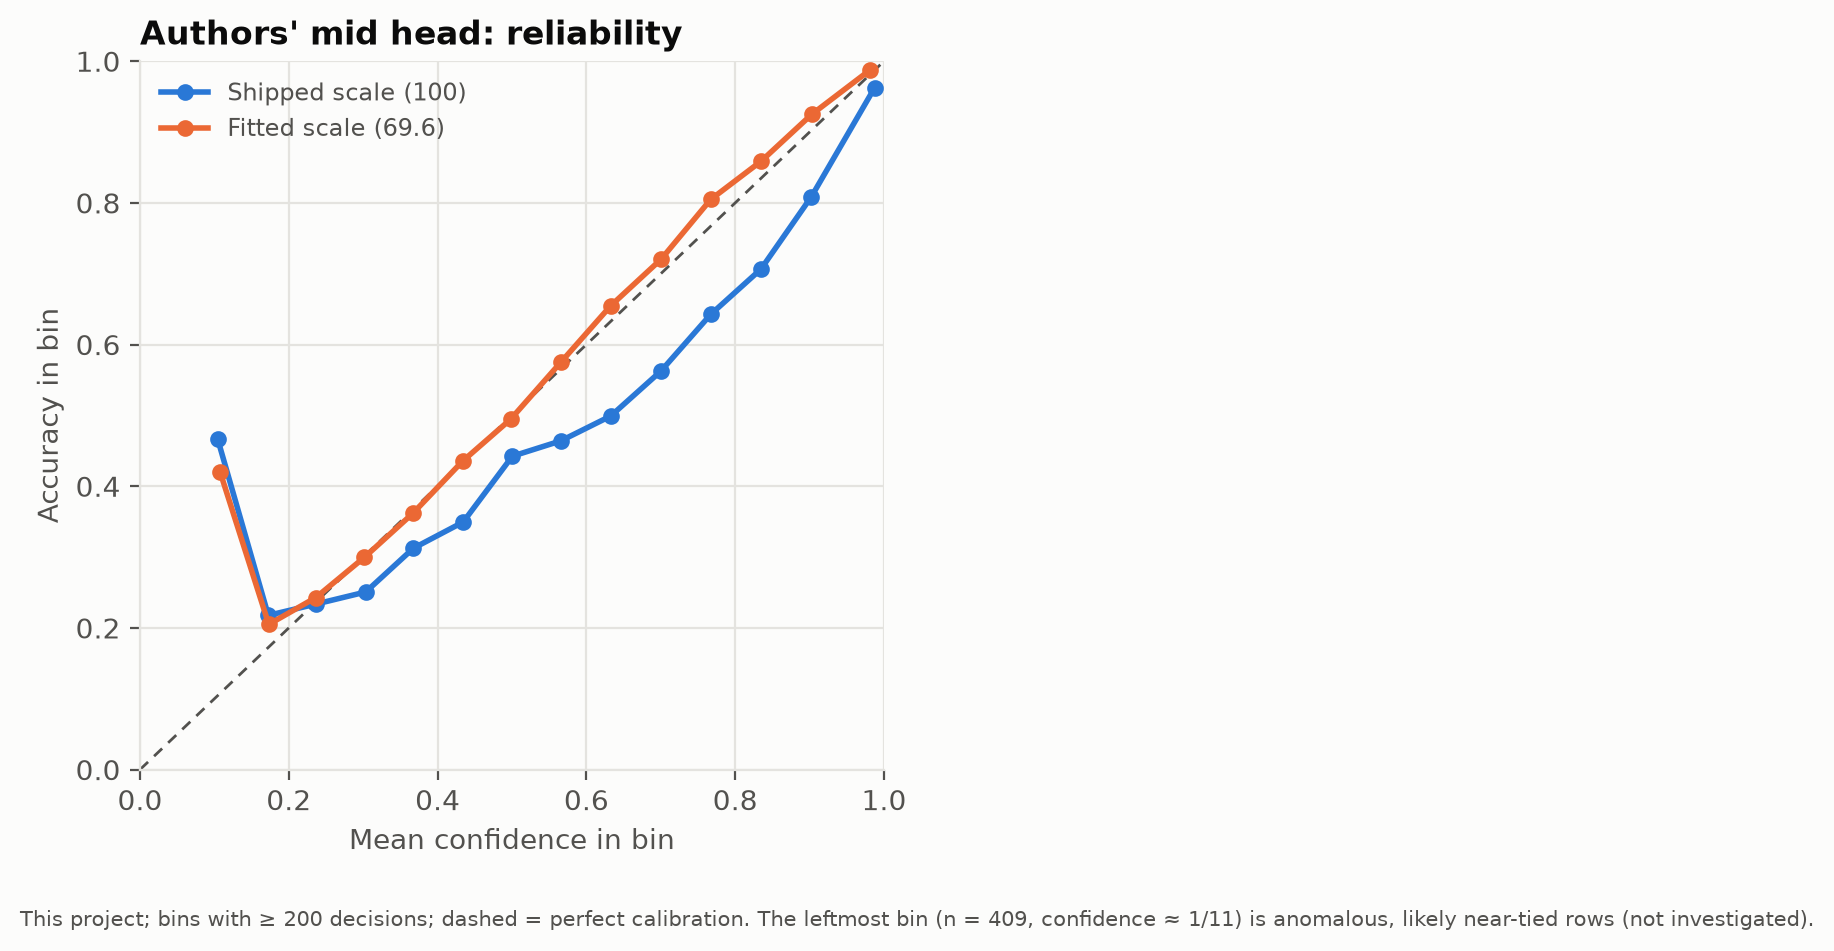 Authors' mid head: reliability
Shipped scale (100)
Fitted scale (69.6)
1.0
0.8
0.6
0.4
0.2
0.0
Accuracy in bin
0.0 0.2 0.4 0.6 0.8 1.0
Mean confidence in bin
This project; bins with ≥ 200 decisions; dashed = perfect calibration. The leftmost bin (n = 409, confidence ≈ 1/11) is anomalous, likely near-tied rows (not investigated).